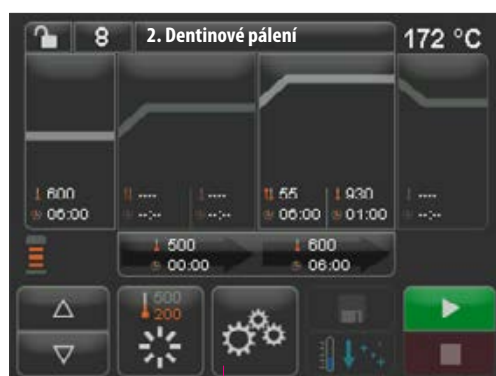 8 2. Dentinové pálení 172 °C
600 ---- ---- 55 930 ----
06:00 --:-- --:-- 06:00 01:00 --:--
500 600
00:00 06:00
500
200